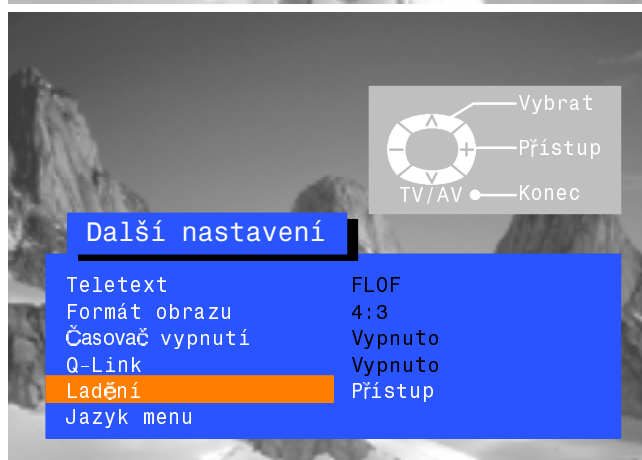 Vybrat
Přístup
TV/AV Konec
Další nastavení
Teletext FLOF
Formát obrazu 4:3
Časovač vypnutí Vypnuto
Q-Link Vypnuto
Ladění Přístup
Jazyk menu